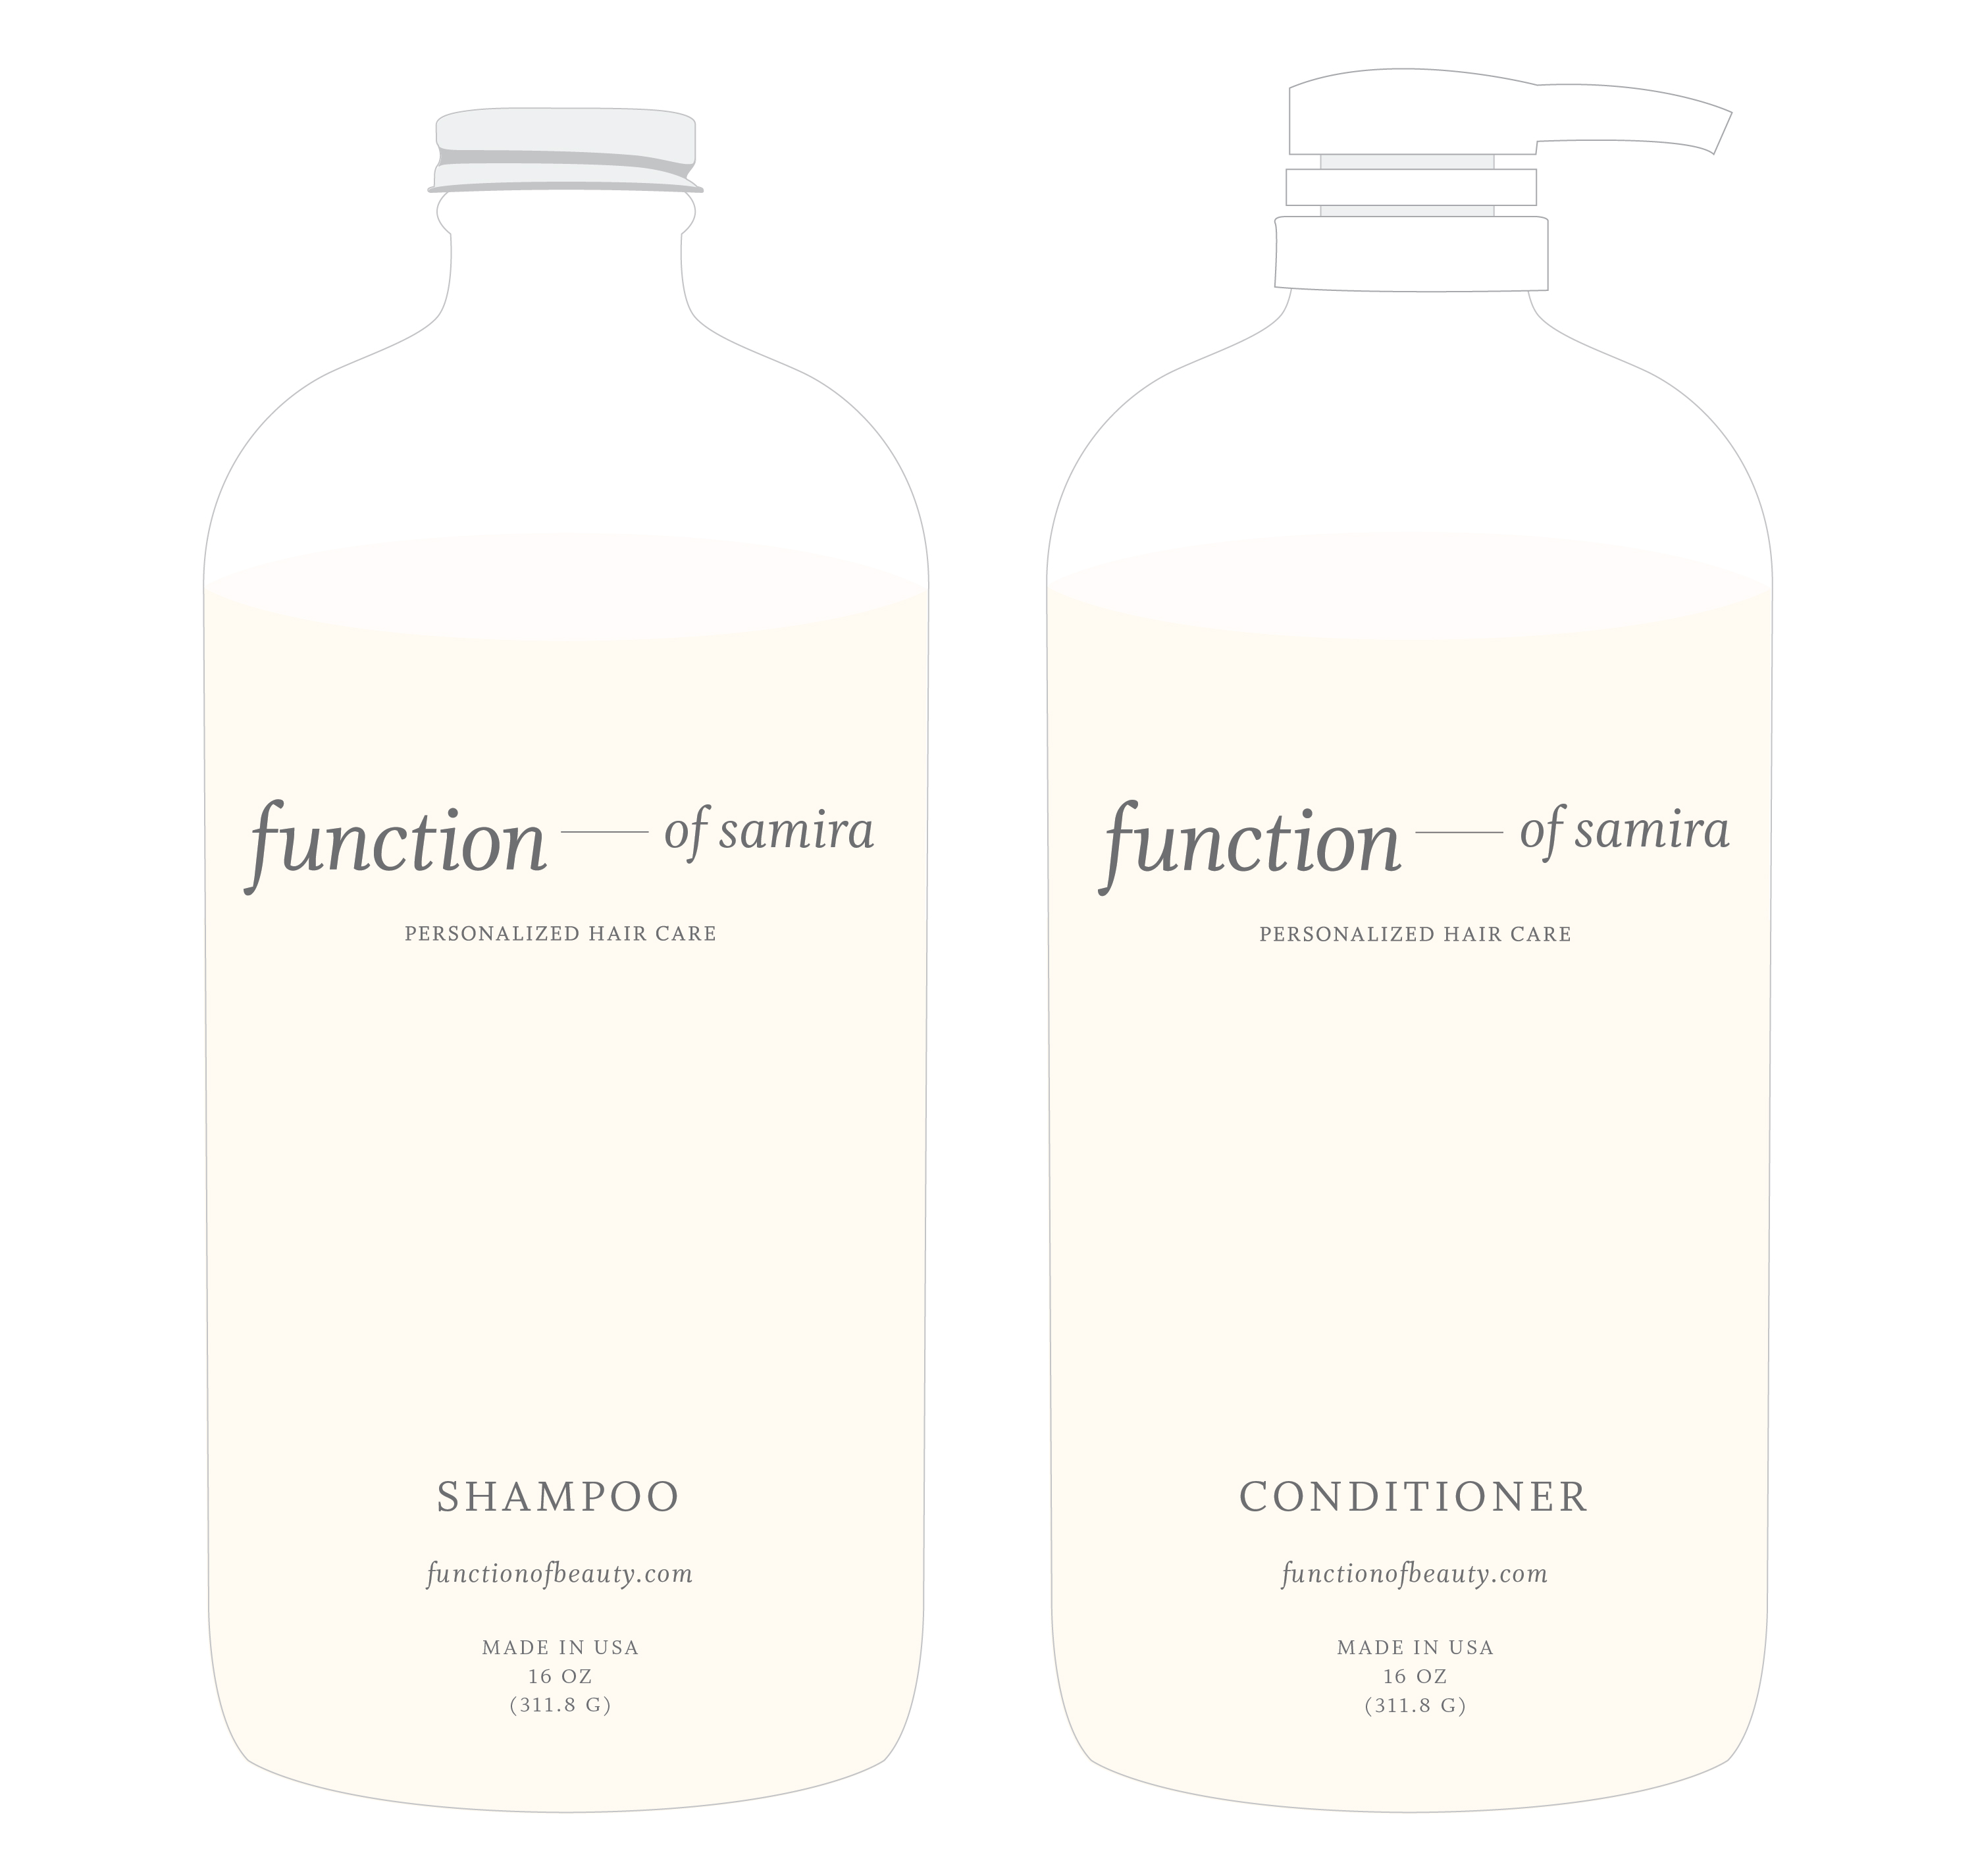 function — of samira
PERSONALIZED HAIR CARE
SHAMPOO
functionofbeauty.com
MADE IN USA
16 OZ
(311.8 G)
function — of samira
PERSONALIZED HAIR CARE
CONDITIONER
functionofbeauty.com
MADE IN USA
16 OZ
(311.8 G)